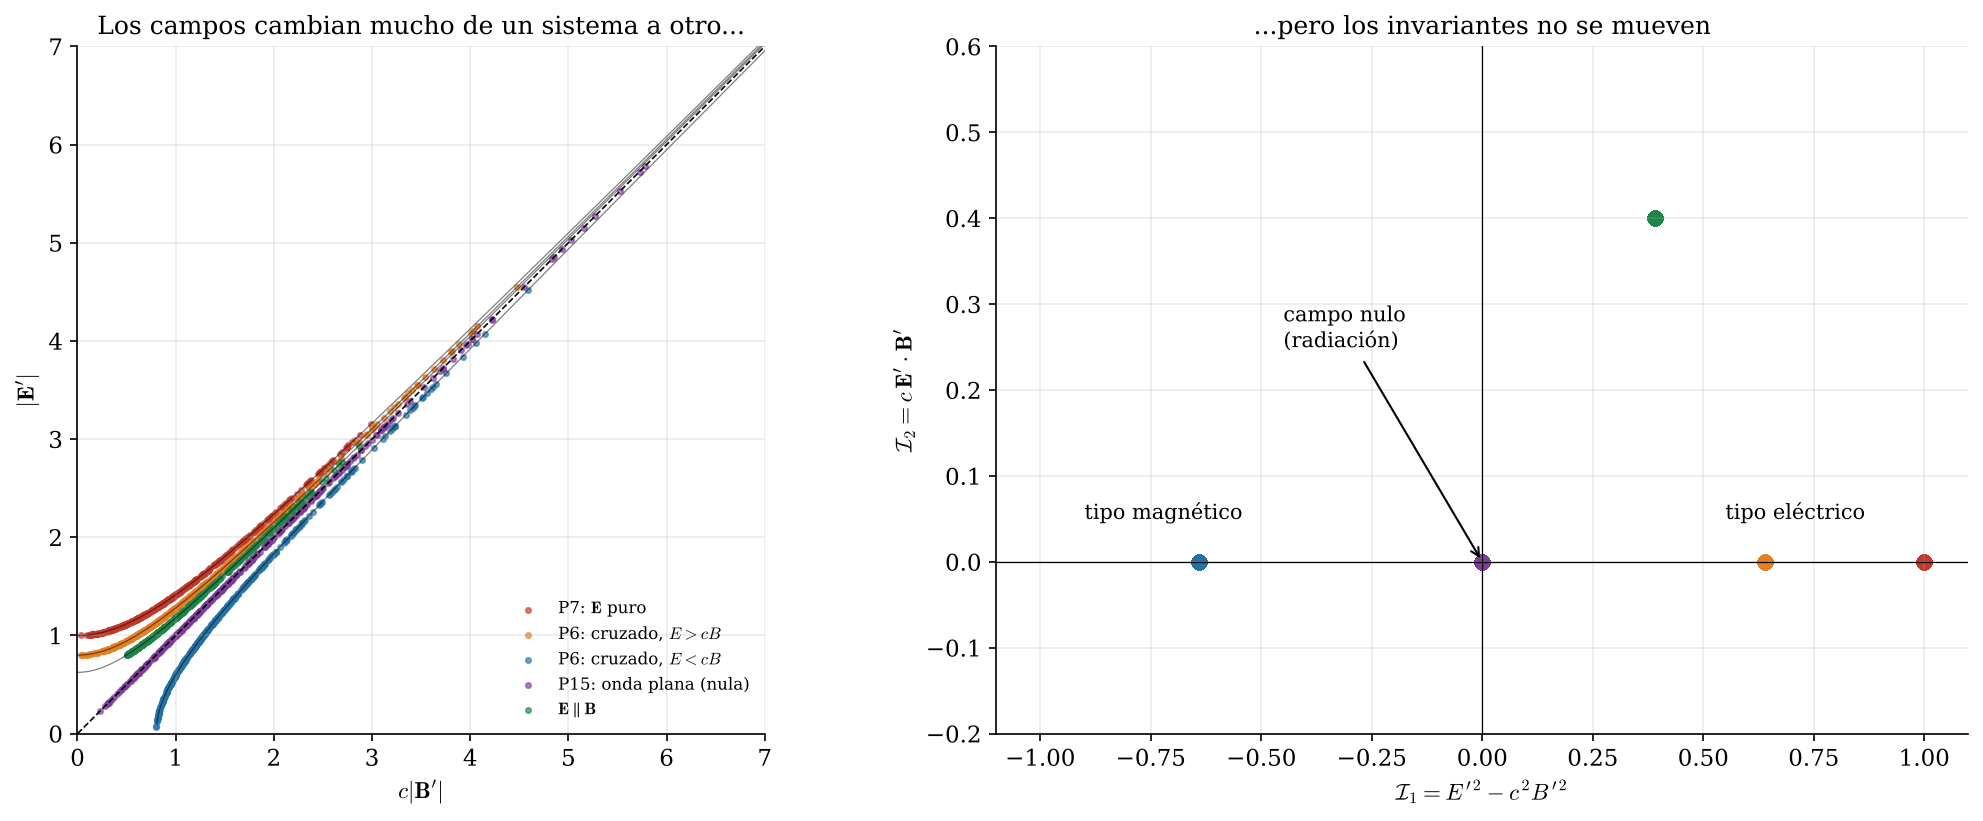 Los campos cambian mucho de un sistema a otro...
7
6
5
4
3
2
1
0
|E′|
P7: E puro
P6: cruzado, E > cB
P6: cruzado, E < cB
P15: onda plana (nula)
E ∥ B
0 1 2 3 4 5 6 7
c|B′|
...pero los invariantes no se mueven
0.6
0.5
0.4
0.3
0.2
0.1
0.0
−0.1
−0.2
ℐ₂ = c E′ · B′
campo nulo
(radiación)
tipo magnético
tipo eléctrico
−1.00 −0.75 −0.50 −0.25 0.00 0.25 0.50 0.75 1.00
ℐ₁ = E′² − c²B′²